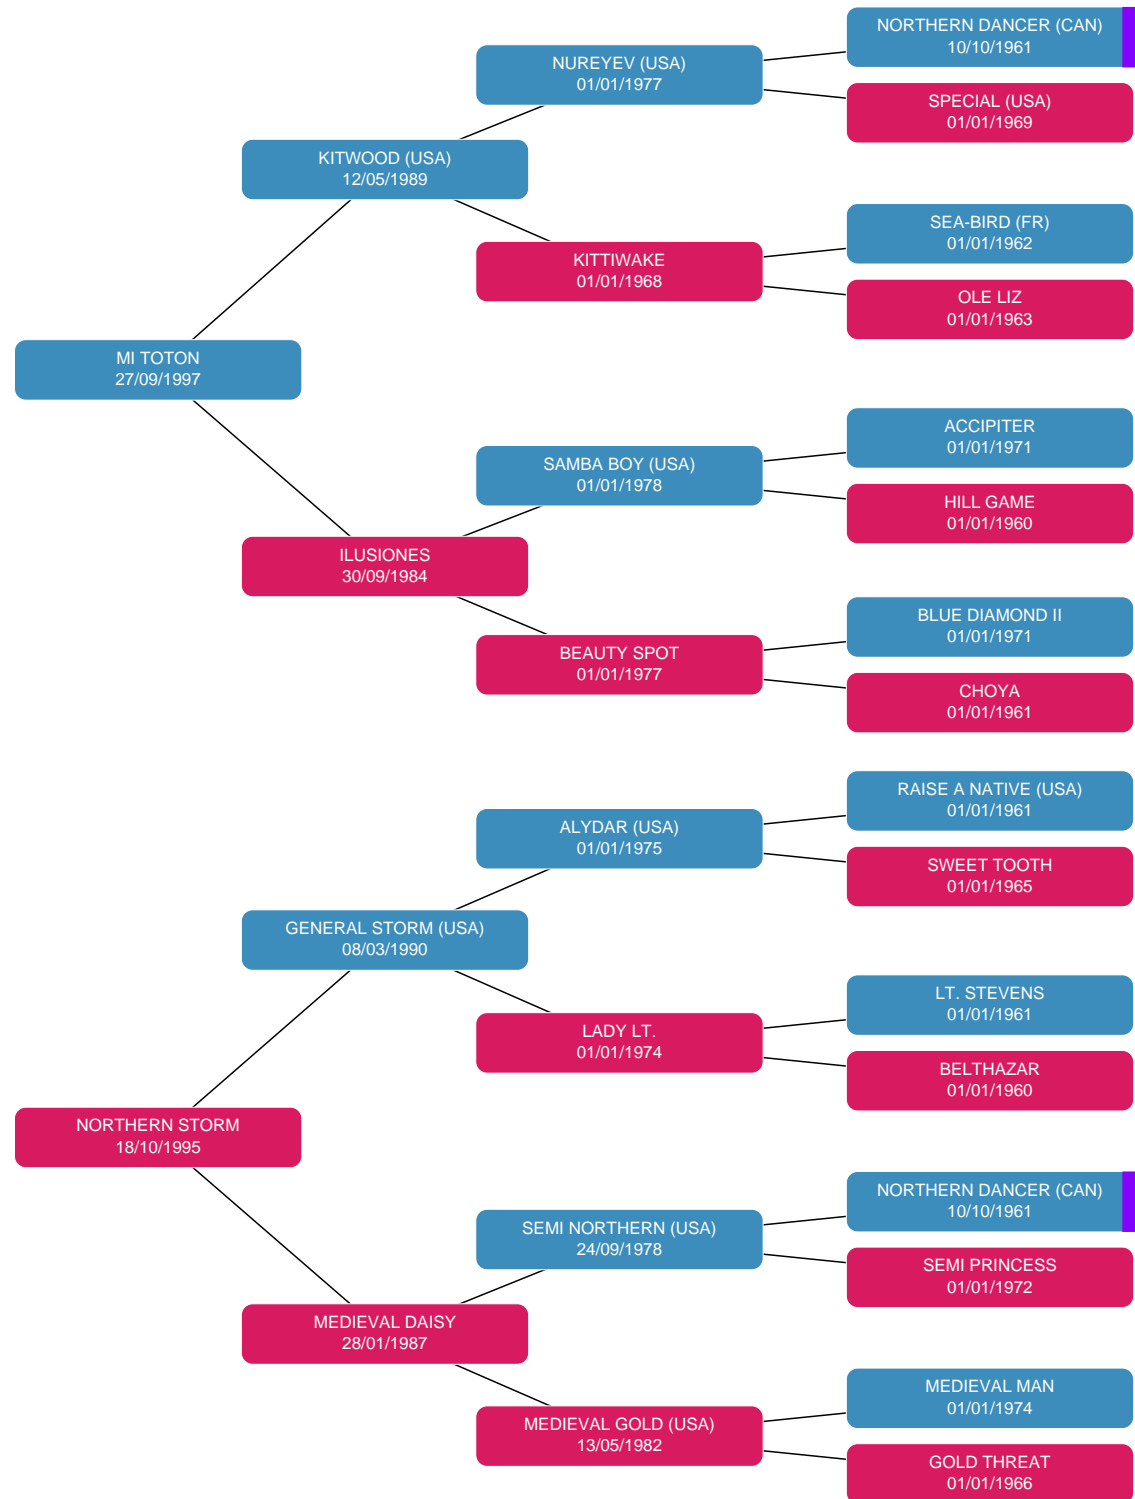 NORTHERN DANCER (CAN)
10/10/1961
NUREYEV (USA)
01/01/1977
SPECIAL (USA)
01/01/1969
KITWOOD (USA)
12/05/1989
SEA-BIRD (FR)
01/01/1962
KITTIWAKE
01/01/1968
OLE LIZ
01/01/1963
MI TOTON
27/09/1997
ACCIPITER
01/01/1971
SAMBA BOY (USA)
01/01/1978
HILL GAME
01/01/1960
ILUSIONES
30/09/1984
BLUE DIAMOND II
01/01/1971
BEAUTY SPOT
01/01/1977
CHOYA
01/01/1961
RAISE A NATIVE (USA)
01/01/1961
ALYDAR (USA)
01/01/1975
SWEET TOOTH
01/01/1965
GENERAL STORM (USA)
08/03/1990
LT. STEVENS
01/01/1961
LADY LT.
01/01/1974
BELTHAZAR
01/01/1960
NORTHERN STORM
18/10/1995
NORTHERN DANCER (CAN)
10/10/1961
SEMI NORTHERN (USA)
24/09/1978
SEMI PRINCESS
01/01/1972
MEDIEVAL DAISY
28/01/1987
MEDIEVAL MAN
01/01/1974
MEDIEVAL GOLD (USA)
13/05/1982
GOLD THREAT
01/01/1966